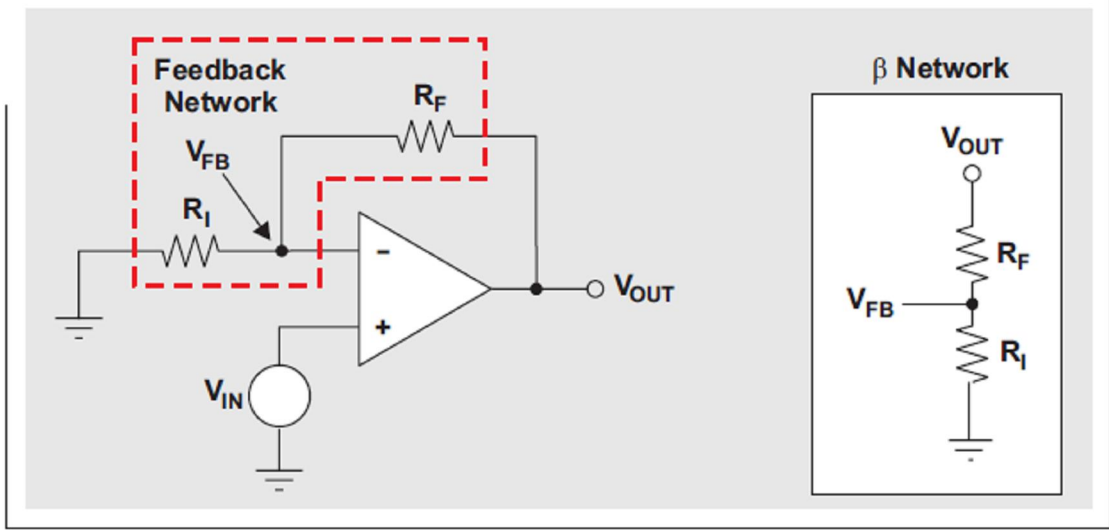 Feedback
Network
R_F
V_FB
R_I
−
+
V_OUT
V_IN
β Network
V_OUT
R_F
V_FB
R_I